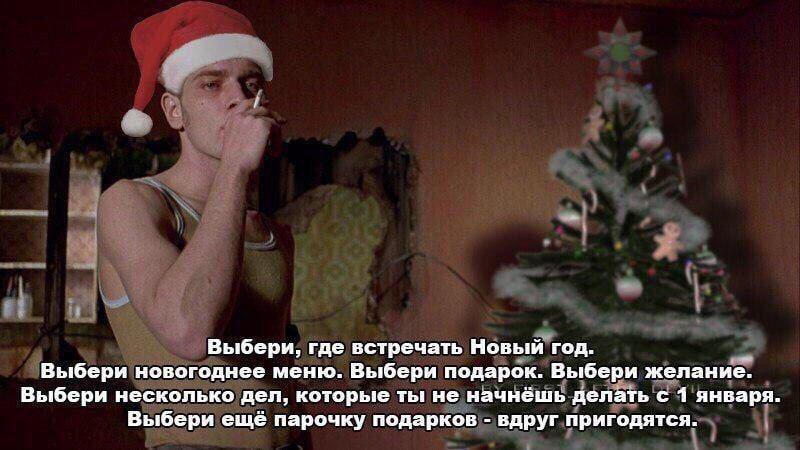 Выбери, где встречать Новый год.
Выбери новогоднее меню. Выбери подарок. Выбери желание.
Выбери несколько дел, которые ты не начнёшь делать с 1 января.
Выбери ещё парочку подарков - вдруг пригодятся.